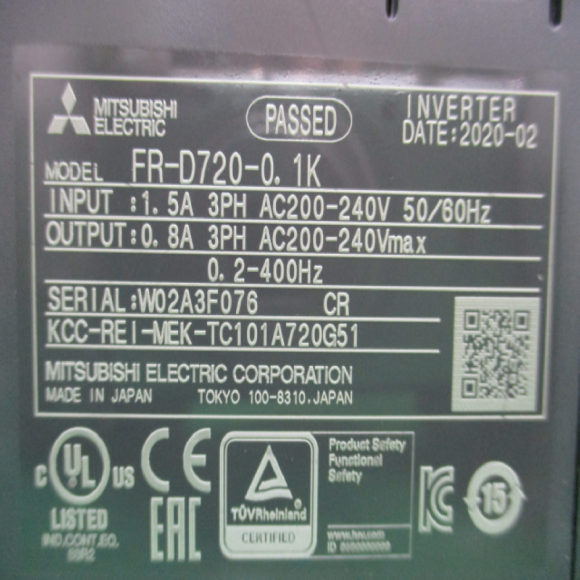 MITSUBISHI ELECTRIC
PASSED
INVERTER
DATE:2020-02
MODEL FR-D720-0.1K
INPUT :1.5A 3PH AC200-240V 50/60Hz
OUTPUT:0.8A 3PH AC200-240Vmax
0.2-400Hz
SERIAL:W02A3F076 CR
KCC-REI-MEK-TC101A720G51
MITSUBISHI ELECTRIC CORPORATION
MADE IN JAPAN TOKYO 100-8310,JAPAN
C UL US
LISTED
IND.CONT.EQ.
CE
EAC
TÜVRheinland
CERTIFIED
Product Safety
Functional
Safety
15